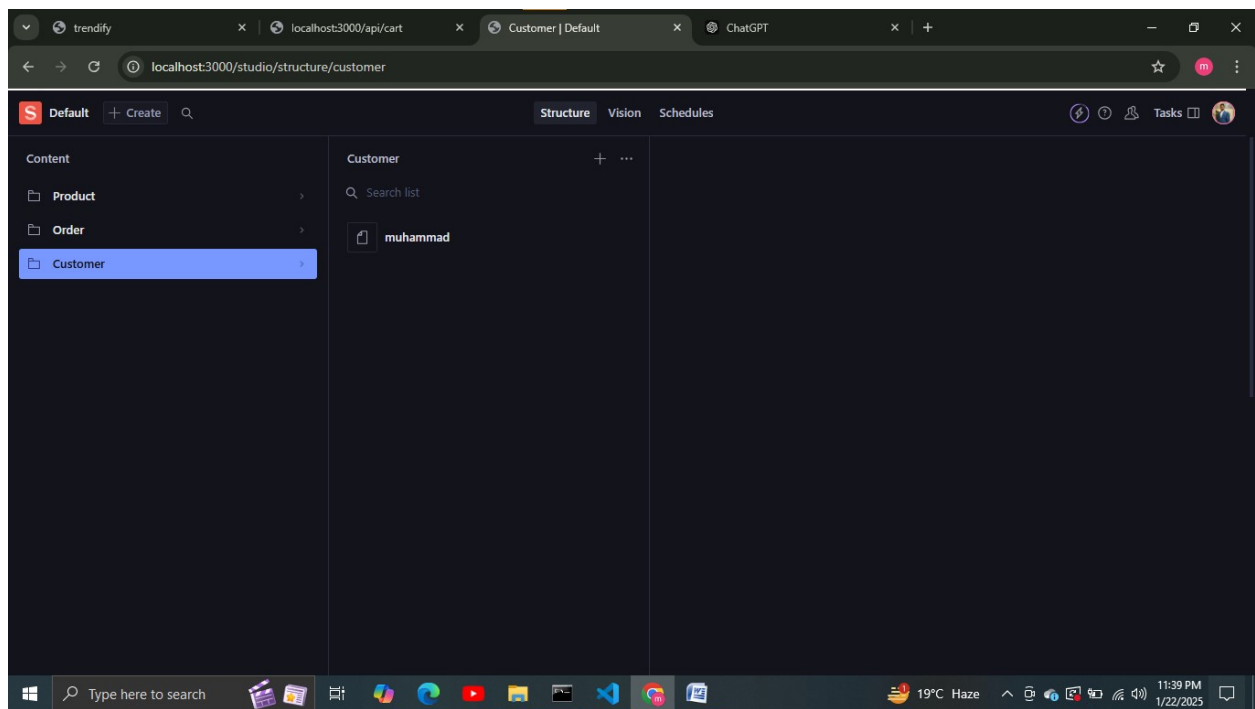 trendify
localhost:3000/api/cart
Customer | Default
ChatGPT
localhost:3000/studio/structure/customer
m
S Default + Create
Structure Vision Schedules
Tasks
Content
Product
Order
Customer
Customer
Search list
muhammad
Type here to search
19°C Haze
11:39 PM
1/22/2025